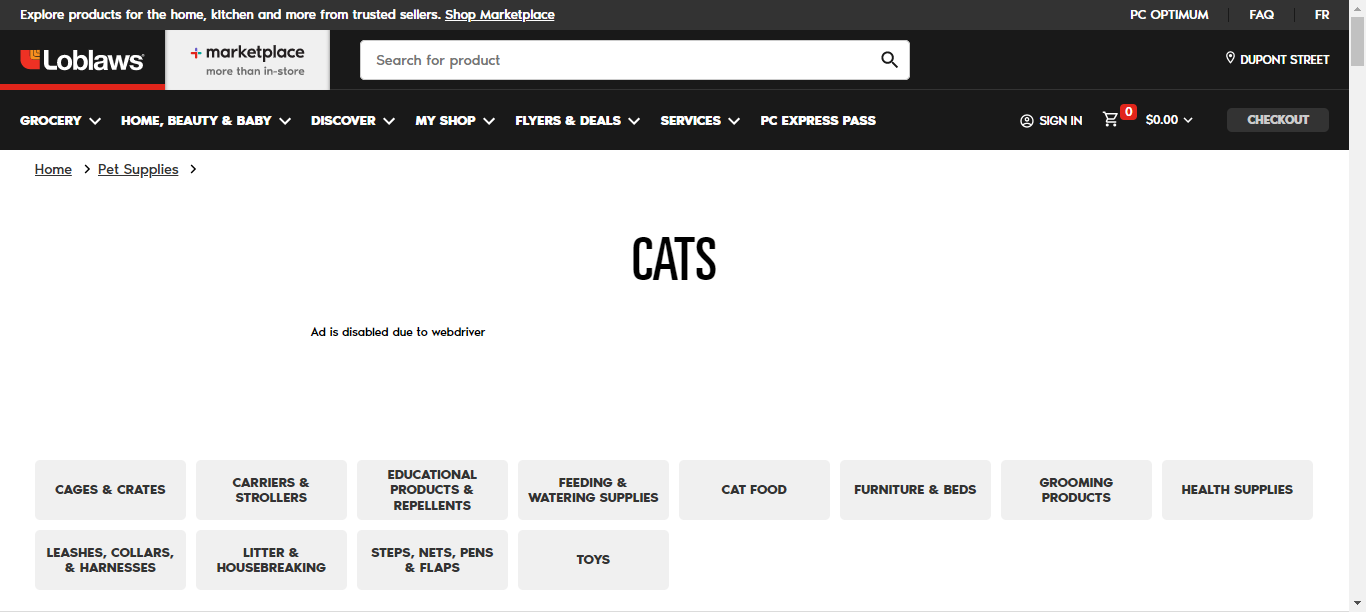 Explore products for the home, kitchen and more from trusted sellers. Shop Marketplace
PC OPTIMUM
FAQ
FR
Loblaws
marketplace
more than in-store
Search for product
DUPONT STREET
GROCERY
HOME, BEAUTY & BABY
DISCOVER
MY SHOP
FLYERS & DEALS
SERVICES
PC EXPRESS PASS
SIGN IN
0
$0.00
CHECKOUT
Home
Pet Supplies
CATS
Ad is disabled due to webdriver
CAGES & CRATES
CARRIERS &
STROLLERS
EDUCATIONAL
PRODUCTS &
REPELLENTS
FEEDING &
WATERING SUPPLIES
CAT FOOD
FURNITURE & BEDS
GROOMING
PRODUCTS
HEALTH SUPPLIES
LEASHES, COLLARS,
& HARNESSES
LITTER &
HOUSEBREAKING
STEPS, NETS, PENS
& FLAPS
TOYS